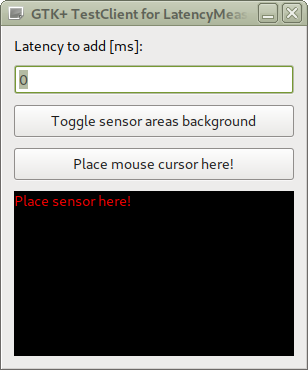 GTK+ TestClient for LatencyMeas
Latency to add [ms]:
0
Toggle sensor areas background
Place mouse cursor here!
Place sensor here!